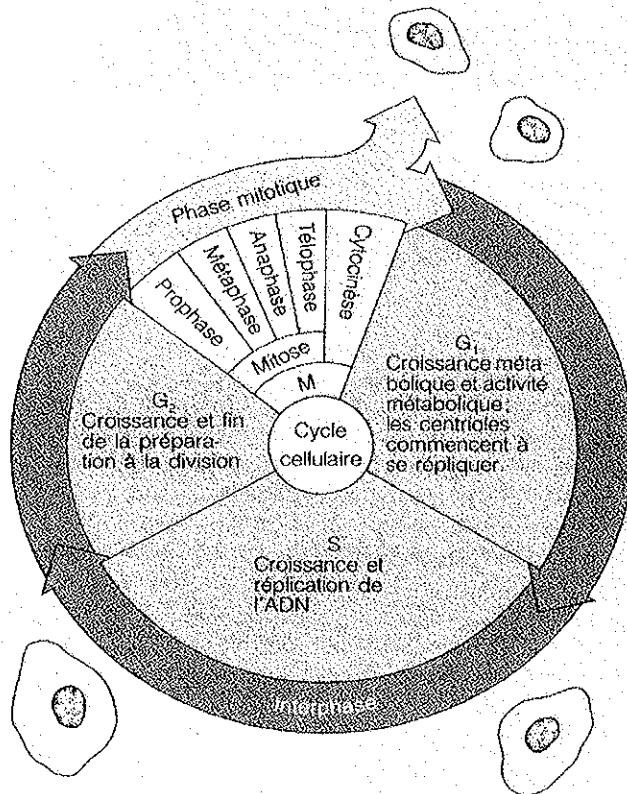 Phase mitotique
Prophase
Métaphase
Anaphase
Télophase
Cytocinèse
Mitose
M
Cycle
cellulaire
G₁
Croissance méta
bolique et activité
métabolique;
les centrioles
commencent à
se répliquer.
S
Croissance et
réplication de
l'ADN
G₂
Croissance et fin
de la prépara-
tion à la division
Interphase